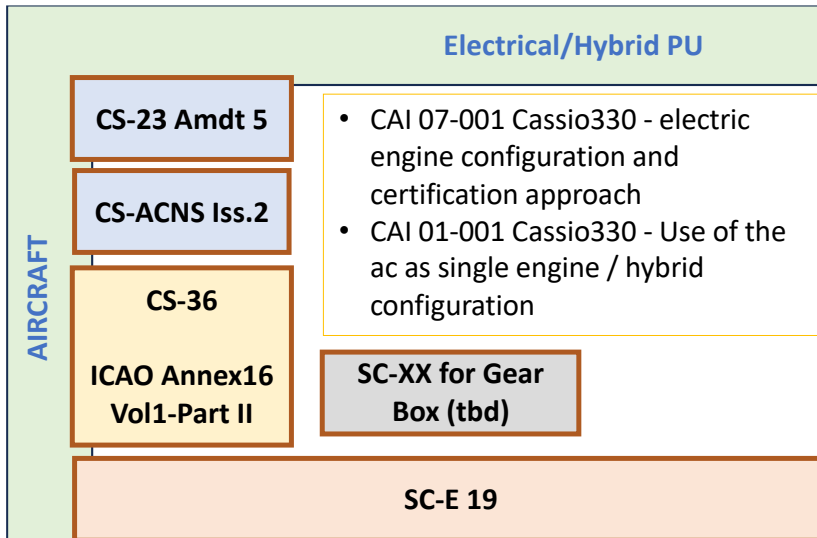 Electrical/Hybrid PU
AIRCRAFT
CS-23 Amdt 5
CS-ACNS Iss.2
CS-36
ICAO Annex16
Vol1-Part II
• CAI 07-001 Cassio330 - electric
engine configuration and
certification approach
• CAI 01-001 Cassio330 - Use of the
ac as single engine / hybrid
configuration
SC-XX for Gear
Box (tbd)
SC-E 19